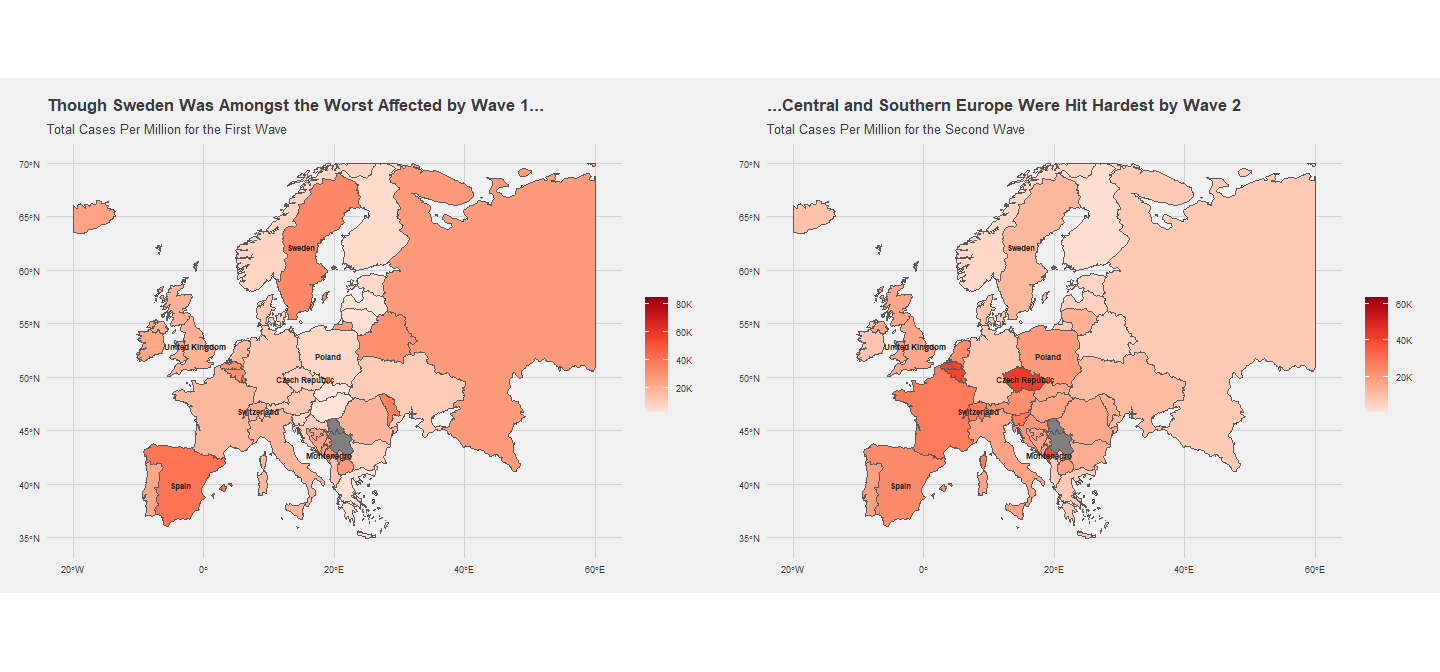 Though Sweden Was Amongst the Worst Affected by Wave 1...
Total Cases Per Million for the First Wave
70°N
65°N
60°N
55°N
50°N
45°N
40°N
35°N
Sweden
United Kingdom
Poland
Czech Republic
Switzerland
Montenegro
Spain
20°W
0°
20°E
40°E
60°E
80K
60K
40K
20K
...Central and Southern Europe Were Hit Hardest by Wave 2
Total Cases Per Million for the Second Wave
70°N
65°N
60°N
55°N
50°N
45°N
40°N
35°N
Sweden
United Kingdom
Poland
Czech Republic
Switzerland
Montenegro
Spain
20°W
0°
20°E
40°E
60°E
60K
40K
20K